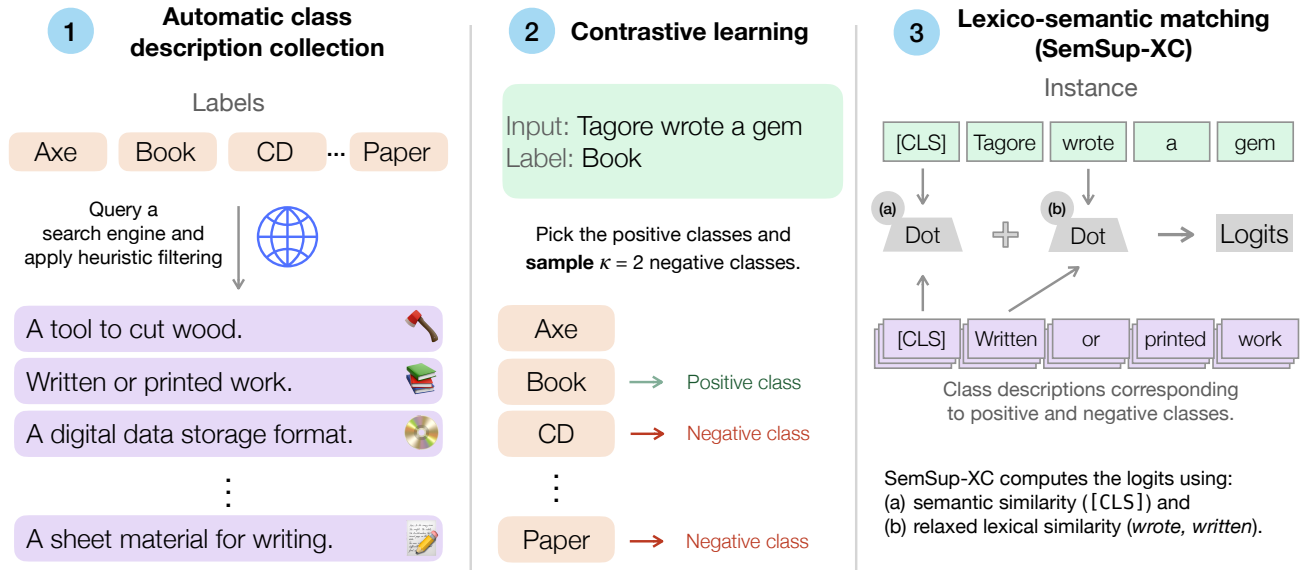 1
Automatic class
description collection
Labels
Axe Book CD ... Paper
Query a
search engine and
apply heuristic filtering
A tool to cut wood.
Written or printed work.
A digital data storage format.
⋮
A sheet material for writing.
2
Contrastive learning
Input: Tagore wrote a gem
Label: Book
Pick the positive classes and
sample κ = 2 negative classes.
Axe
Book → Positive class
CD → Negative class
⋮
Paper → Negative class
3
Lexico-semantic matching
(SemSup-XC)
Instance
[CLS] Tagore wrote a gem
(a) Dot + (b) Dot → Logits
[CLS] Written or printed work
Class descriptions corresponding
to positive and negative classes.
SemSup-XC computes the logits using:
(a) semantic similarity ([CLS]) and
(b) relaxed lexical similarity (wrote, written).